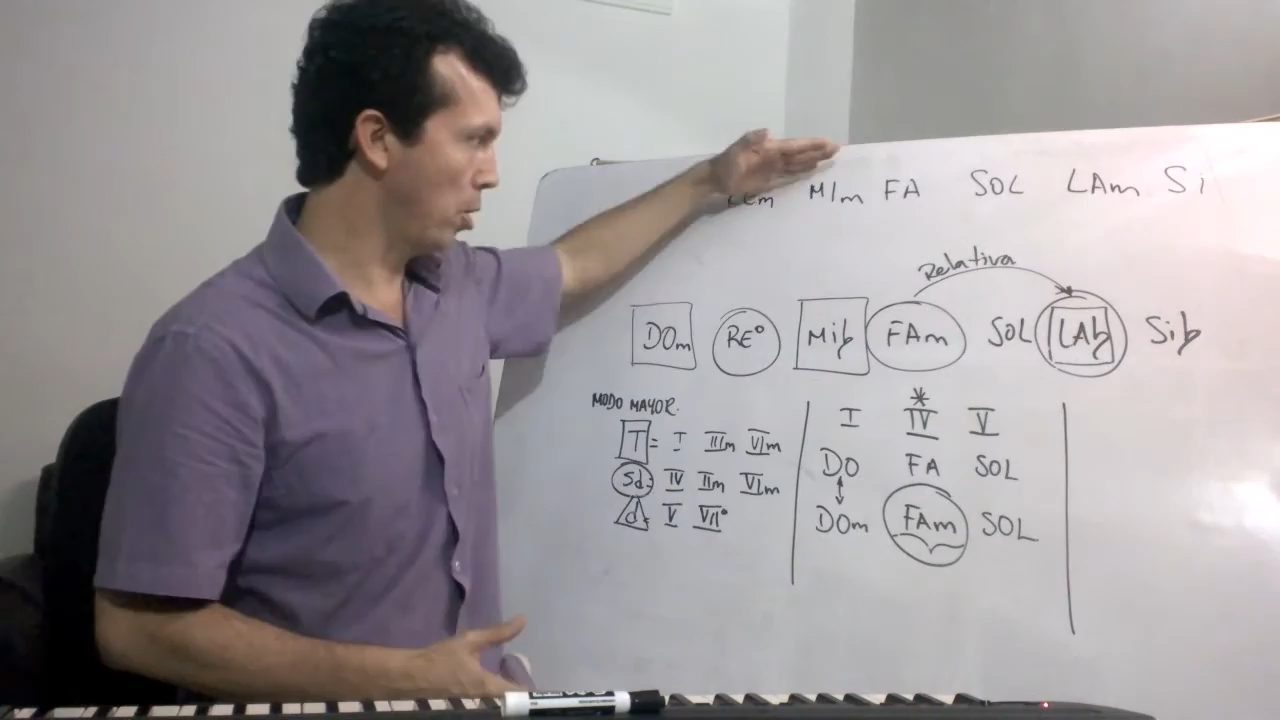 MIm FA SOL LAm Si
Relativa
DOm RE° Mib FAm SOL LAb Sib
MODO MAYOR.
T = I IIIm VIm
Sd = IV IIm VIm
d = V VII°
* 
I IV V
DO FA SOL
DOm FAm SOL